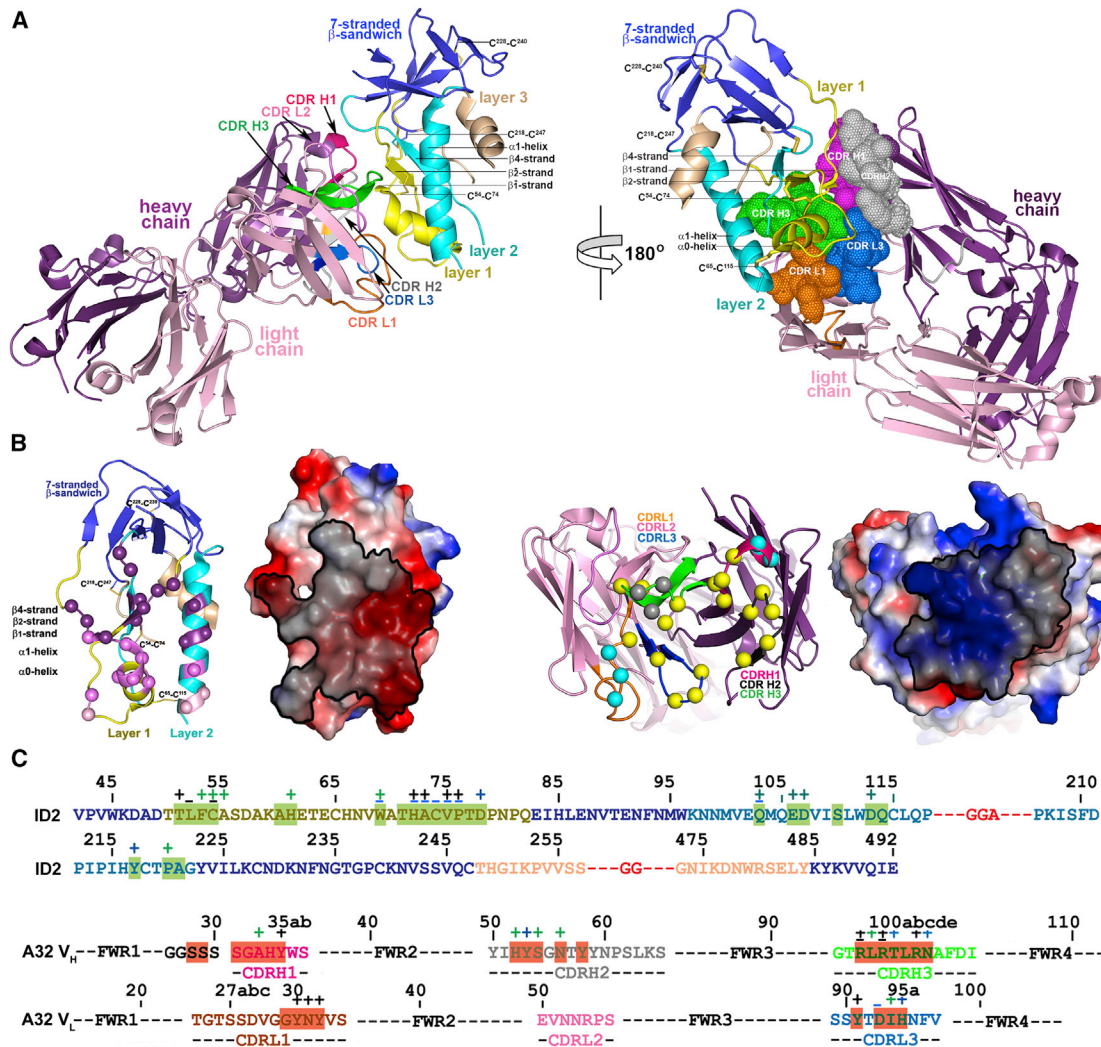 A
7-stranded
β-sandwich
C228-C240
CDR H1
CDR L2
CDR H3
layer 3
C218-C247
α1-helix
β4-strand
β2-strand
β1-strand
C54-C74
heavy
chain
layer 2
layer 1
CDR H2
CDR L3
CDR L1
light
chain
180o
7-stranded
β-sandwich
C228-C240
layer 1
C218-C247
β4-strand
β1-strand
β2-strand
C54-C74
CDR H1
CDRH2
CDR H3
heavy
chain
α1-helix
α0-helix
CDR L3
C65-C115
CDR L1
layer 2
light
chain
B
7-stranded
β-sandwich
C228-C239
C218-C247
β4-strand
β2-strand
β1-strand
C54-C74
α1-helix
α0-helix
C65-C115
Layer 1 Layer 2
CDRL1
CDRL2
CDRL3
CDRH1
CDR H2
CDR H3
C
45 55 65 75 85 95 105 115 210
ID2 VPVWKDADTTLFCASDAKAHETECHNVWATHACVPTDPNPQEIHLENVTENFNMWKNNMVEQMQEDVISLWDQCLQP----GGA---PKISFD
215 225 235 245 255 475 485 492
ID2 PIPIHYCTPAGYVILKCNDKNFNGTGPCKNVSSVQCTHGIKPVVSS---GG----GNIKDNWRSELYKYKVVQIE
30 35ab 40 50 60 90 100abcde 110
A32 VH --FWR1-- GGSSSSGAHYWS ----FWR2---- YIHYSGNTYYNPSLKS -----FWR3----- GTRLRTLRNAFDI ---FWR4---
--CDRH1-- ----CDRH2---- ---CDRH3---
20 27abc 30 40 50 90 95a 100
A32 VL ---FWR1--- TGTSSDVGGYNYVS -----FWR2----- EVNNRPS ------FWR3------ SSYTDIHNFV ---FWR4---
---CDRL1--- --CDRL2-- --CDRL3--